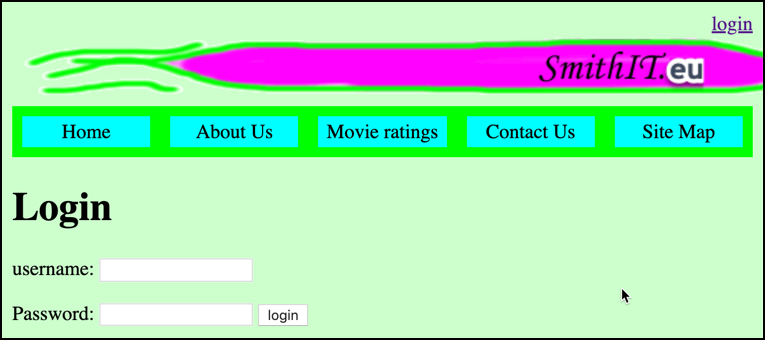 login
SmithIT.eu
Home About Us Movie ratings Contact Us Site Map
Login
username:
Password: login